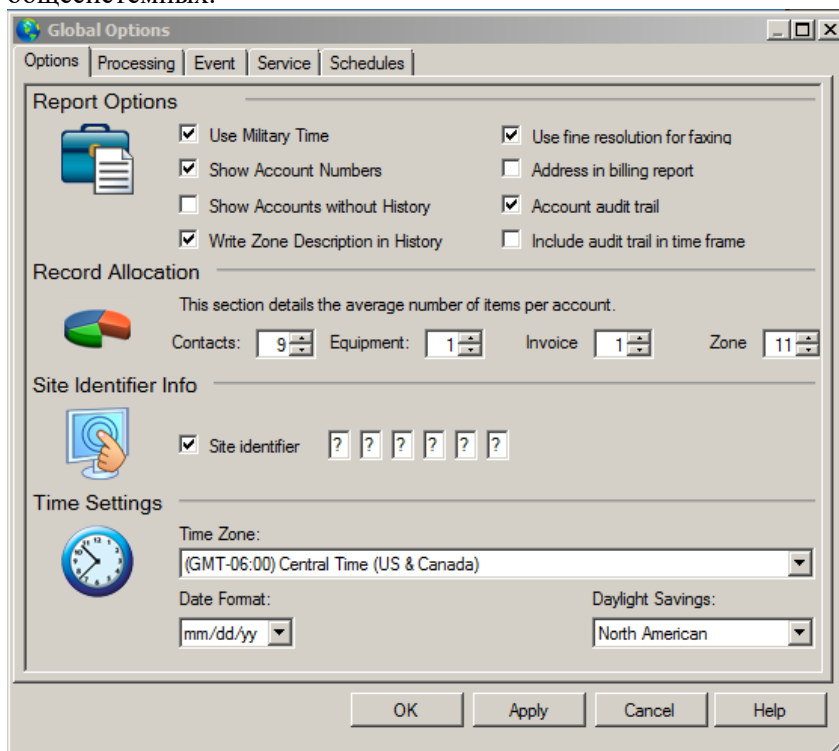 общесистемных.
Global Options
Options Processing Event Service Schedules
Report Options
Use Military Time Use fine resolution for faxing
Show Account Numbers Address in billing report
Show Accounts without History Account audit trail
Write Zone Description in History Include audit trail in time frame
Record Allocation
This section details the average number of items per account.
Contacts: 9 Equipment: 1 Invoice 1 Zone 11
Site Identifier Info
Site identifier ? ? ? ? ? ?
Time Settings
Time Zone:
(GMT-06:00) Central Time (US & Canada)
Date Format: Daylight Savings:
mm/dd/yy North American
OK Apply Cancel Help